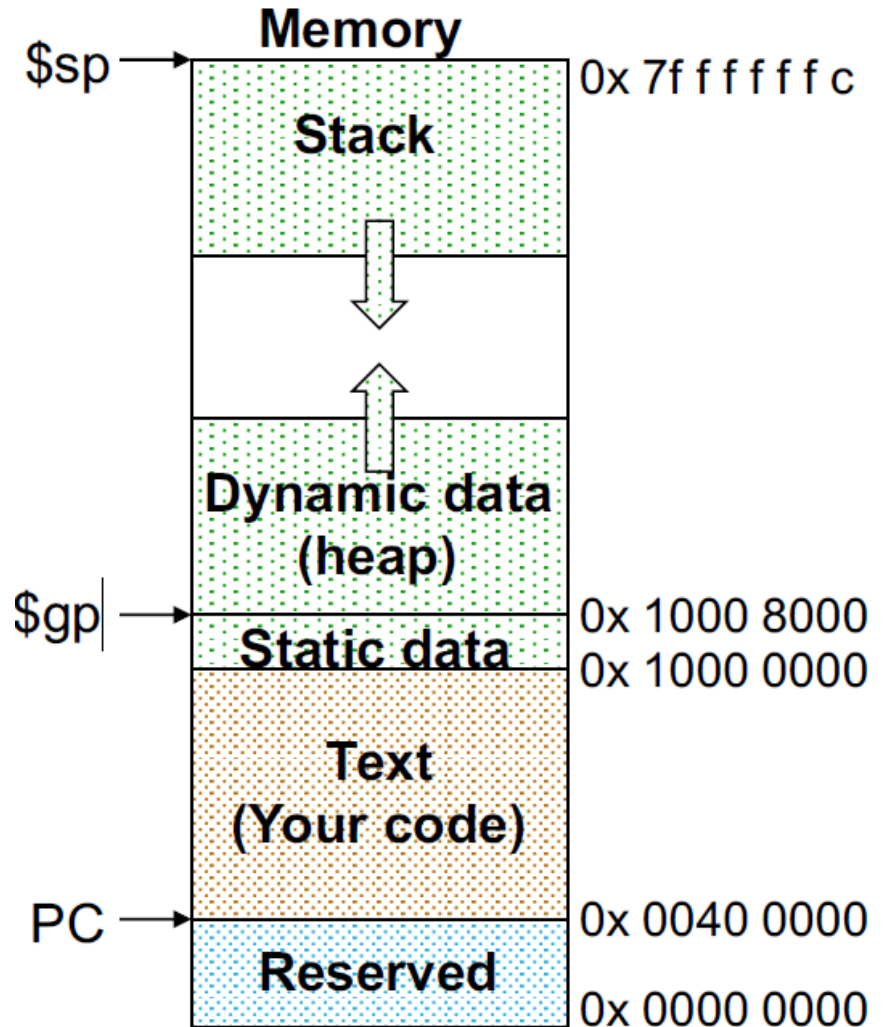 Memory
$sp
0x 7f f f f f f c
Stack
Dynamic data
(heap)
$gp
0x 1000 8000
Static data
0x 1000 0000
Text
(Your code)
PC
0x 0040 0000
Reserved
0x 0000 0000